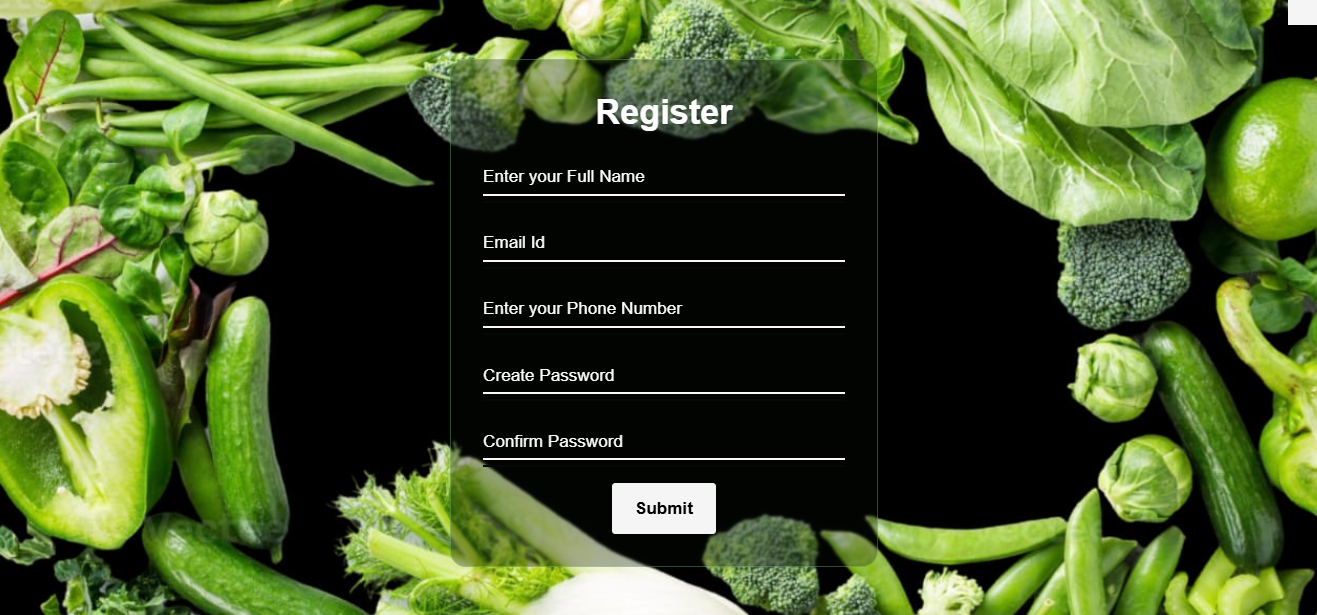 Register
Enter your Full Name
Email Id
Enter your Phone Number
Create Password
Confirm Password
Submit